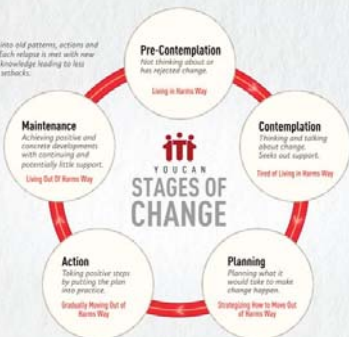 into old patterns, actions and
Each relapse is met with new
knowledge leading to less
setbacks.
Pre-Contemplation
Not thinking about or
has rejected change.
Living in Harms Way
Contemplation
Thinking and talking
about change.
Seeks out support.
Tired of Living in Harms Way
Planning
Planning what it
would take to make
change happen.
Strategizing How to Move Out
of Harms Way
Action
Taking positive steps
by putting the plan
into practice.
Gradually Moving Out of
Harms Way
Maintenance
Achieving positive and
concrete developments
with continuing and
potentially little support.
Living Out Of Harms Way
YOUCAN
STAGES OF
CHANGE